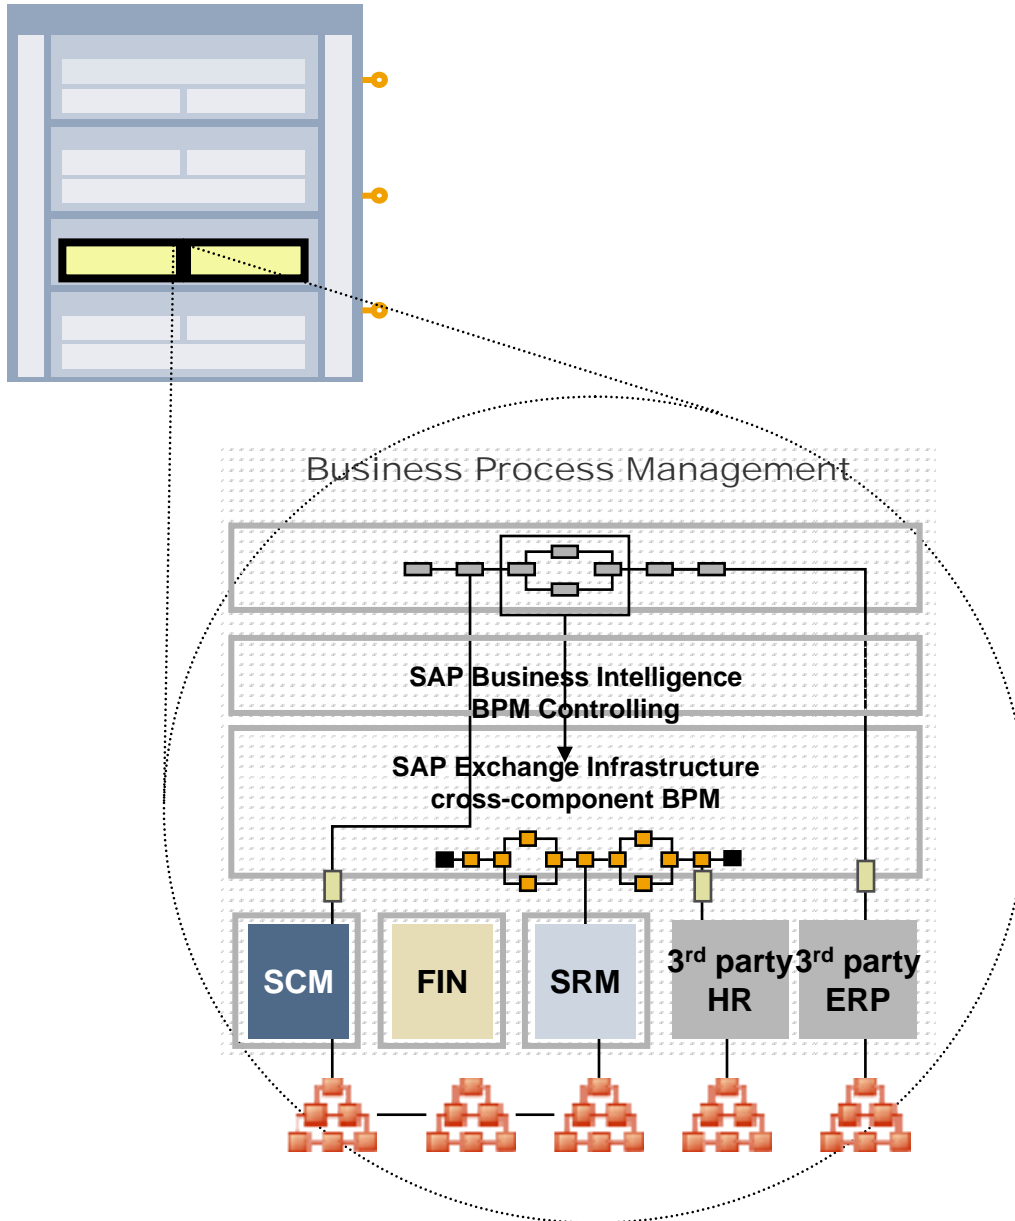 Business Process Management
SAP Business Intelligence
BPM Controlling
SAP Exchange Infrastructure
cross-component BPM
SCM
FIN
SRM
3rd party
HR
3rd party
ERP